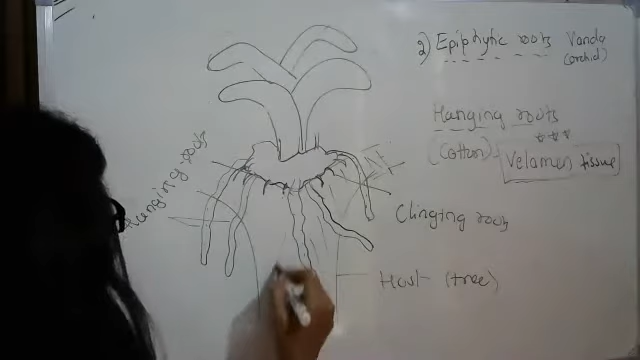 2) Epiphytic roots Vanda
(orchid)
Hanging roots
(Cotton) - Velamen tissue
Hanging roots
Clinging roots
Host (tree)